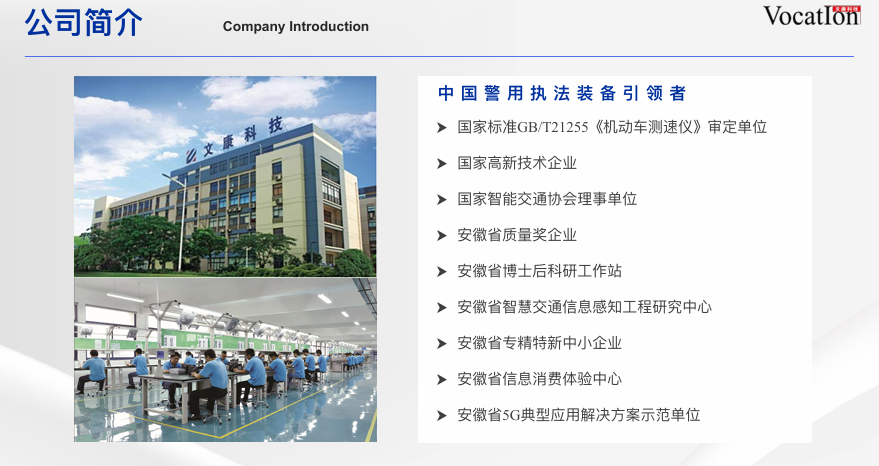 公司简介
Company Introduction
VocatIon
文康科技
文康科技
中国警用执法装备引领者
国家标准GB/T21255《机动车测速仪》审定单位
国家高新技术企业
国家智能交通协会理事单位
安徽省质量奖企业
安徽省博士后科研工作站
安徽省智慧交通信息感知工程研究中心
安徽省专精特新中小企业
安徽省信息消费体验中心
安徽省5G典型应用解决方案示范单位